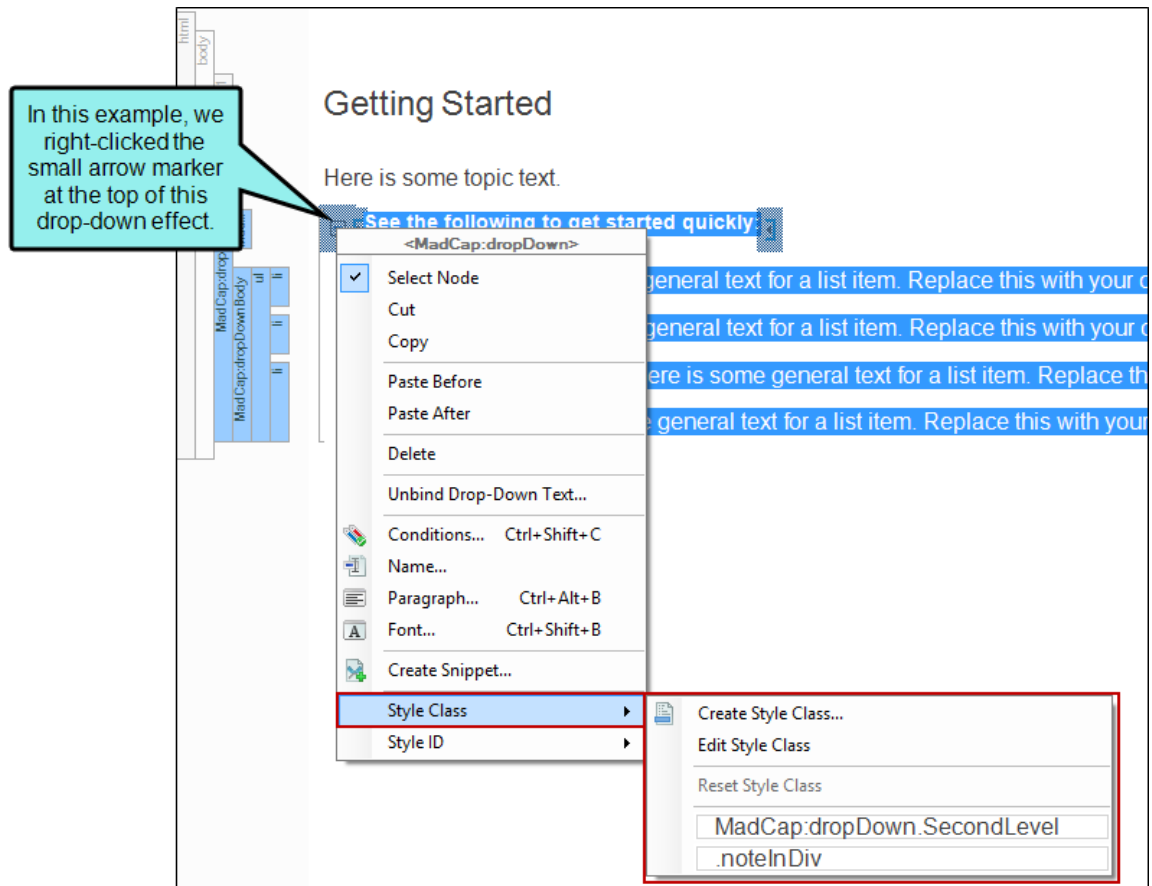 html
body
In this example, we
right-clicked the
small arrow marker
at the top of this
drop-down effect.
Getting Started
Here is some topic text.
See the following to get started quickly:
MadCap:drop
MadCap:dropDownBody
ul
li
li
li
<MadCap:dropDown>
Select Node
general text for a list item. Replace this with your
Cut
general text for a list item. Replace this with your
Copy
ere is some general text for a list item. Replace th
Paste Before
Paste After
general text for a list item. Replace this with your
Delete
Unbind Drop-Down Text...
Conditions... Ctrl+Shift+C
Name...
Paragraph... Ctrl+Alt+B
Font... Ctrl+Shift+B
Create Snippet...
Style Class
Style ID
Create Style Class...
Edit Style Class
Reset Style Class
MadCap:dropDown.SecondLevel
.noteInDiv